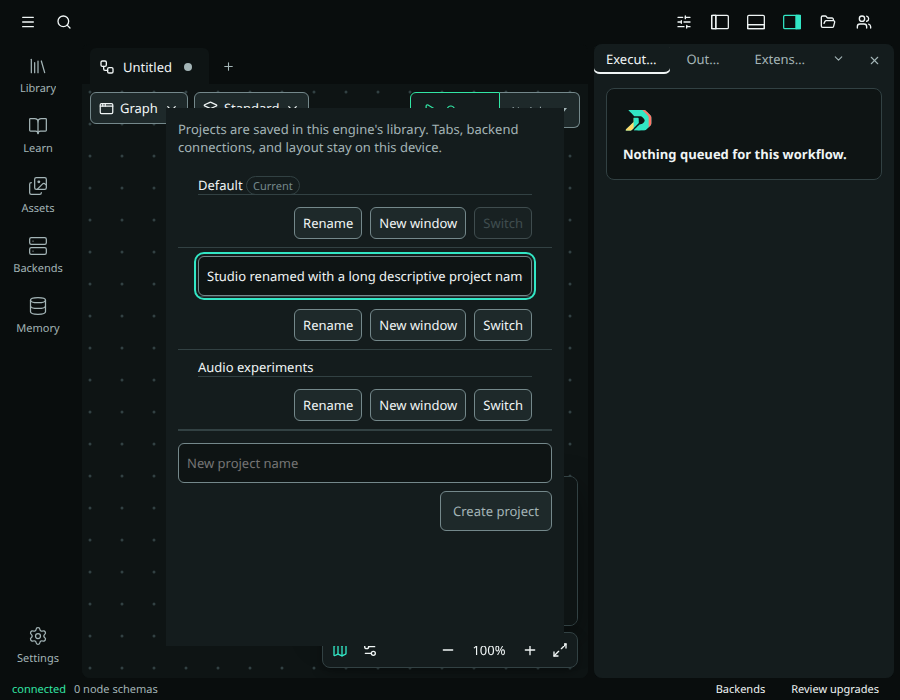 Untitled
Execut...
Out...
Extens...
Library
Learn
Assets
Backends
Memory
Settings
Graph
Standard
Projects are saved in this engine's library. Tabs, backend
connections, and layout stay on this device.
Default
Current
Rename
New window
Switch
Studio renamed with a long descriptive project nam
Rename
New window
Switch
Audio experiments
Rename
New window
Switch
New project name
Create project
Nothing queued for this workflow.
100%
connected
0 node schemas
Backends
Review upgrades